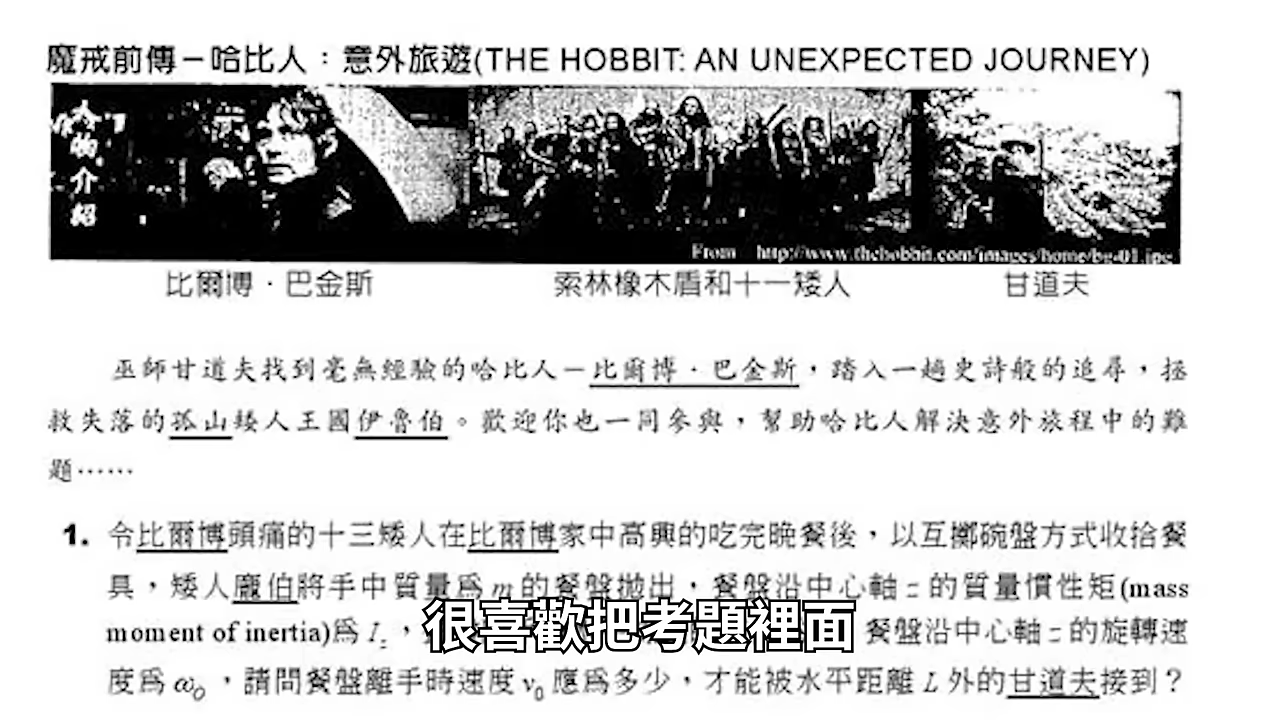 魔戒前傳－哈比人：意外旅遊(THE HOBBIT: AN UNEXPECTED JOURNEY)
人物介紹
From http://www.thehobbit.com/images/home/bg-01.jpg
比爾博．巴金斯 索林橡木盾和十一矮人 甘道夫
巫師甘道夫找到毫無經驗的哈比人－比爾博．巴金斯，踏入一趟史詩般的追尋，拯
救失落的孤山矮人王國伊魯伯。歡迎你也一同參與，幫助哈比人解決意外旅程中的難
題……
1. 令比爾博頭痛的十三矮人在比爾博家中高興的吃完晚餐後，以互擲碗盤方式收拾餐
具，矮人龐伯將手中質量為 m 的餐盤拋出，餐盤沿中心軸 z 的質量慣性矩(mass
moment of inertia)為 I_z，餐盤沿中心軸 z 的旋轉速
很喜歡把考題裡面
度為 ω₀，請問餐盤離手時速度 v₀ 應為多少，才能被水平距離 L 外的甘道夫接到？